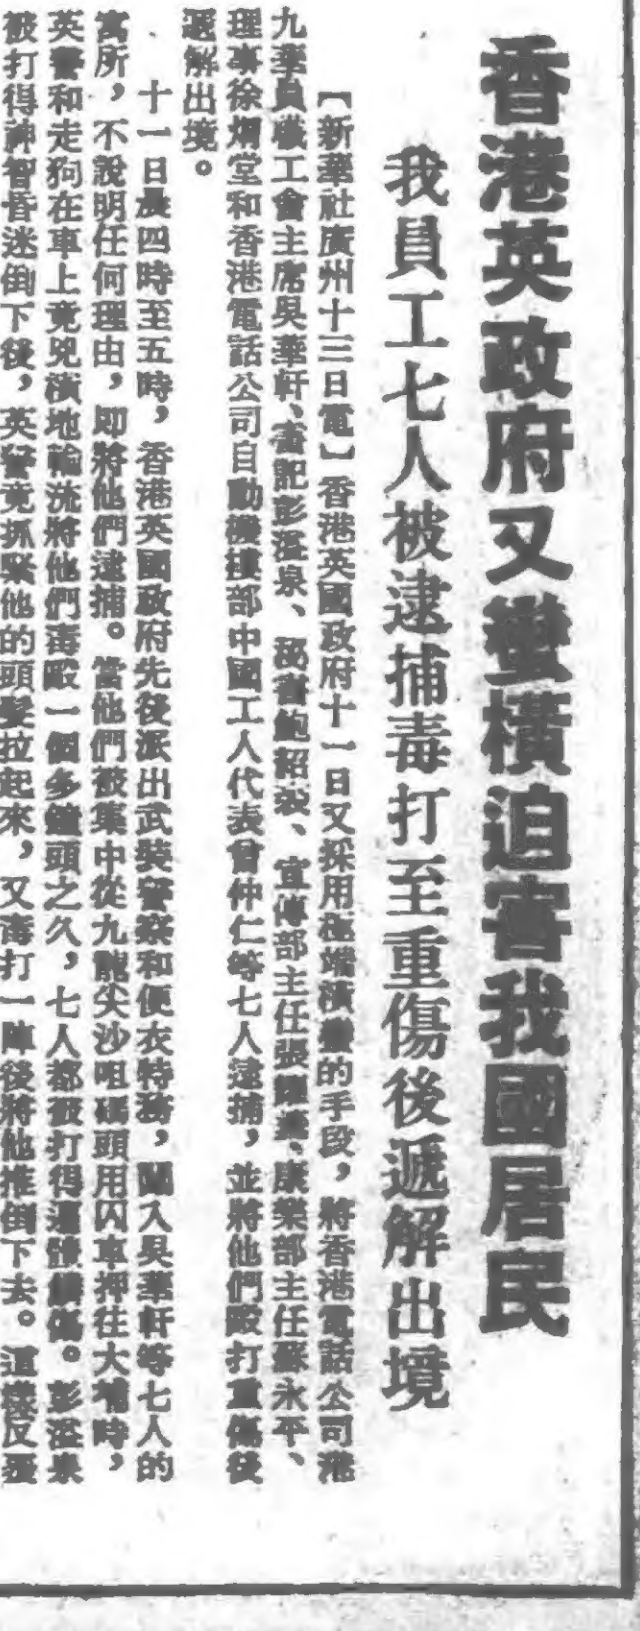 香港英政府又蠻橫迫害我國居民
我員工七人被逮捕毒打至重傷後遞解出境
【新華社廣州十三日電】香港英國政府十一日又採用極端橫蠻的手段，將香港電話公司港
九華員機工會主席吳華軒、書記彭滋泉、秘書鮑紹、宣傳部主任張、康樂部主任蘇永平、
理事徐炳堂和香港電話公司自動機樓部中國工人代表曾仲仁等七人逮捕，並將他們毆打重傷後
遞解出境。
十一日晨四時至五時，香港英國政府先後派出武裝警察和便衣特務，闖入吳華軒等七人的
寓所，不說明任何理由，即將他們逮捕。當他們被集中從九龍尖沙咀碼頭用囚車押往大埔時，
英警和走狗在車上竟兇橫地輪流將他們毒毆一個多鐘頭之久，七人都被打得遍體鱗傷。彭滋泉
被打得神智昏迷倒下後，英警竟抓緊他的頭髮拉起來，又毒打一陣後將他推倒下去。這樣反覆